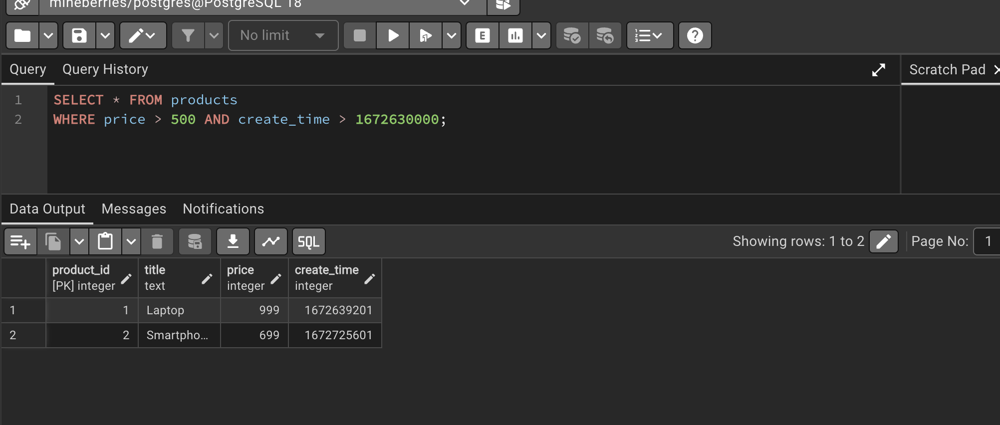 mineberries/postgres@PostgreSQL 18
No limit
E
Query Query History
Scratch Pad
1 SELECT * FROM products
2 WHERE price > 500 AND create_time > 1672630000;
Data Output Messages Notifications
SQL Showing rows: 1 to 2 Page No: 1
product_id title price create_time
[PK] integer text integer integer
1 1 Laptop 999 1672639201
2 2 Smartpho... 699 1672725601